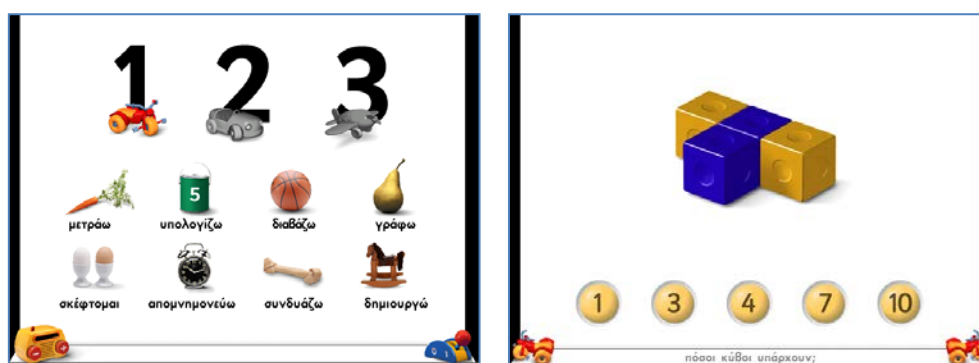 1 2 3
5
μετράω υπολογίζω διαβάζω γράφω
σκέφτομαι απομνημονεύω συνδυάζω δημιουργώ
1 3 4 7 10
πόσοι κύβοι υπάρχουν;